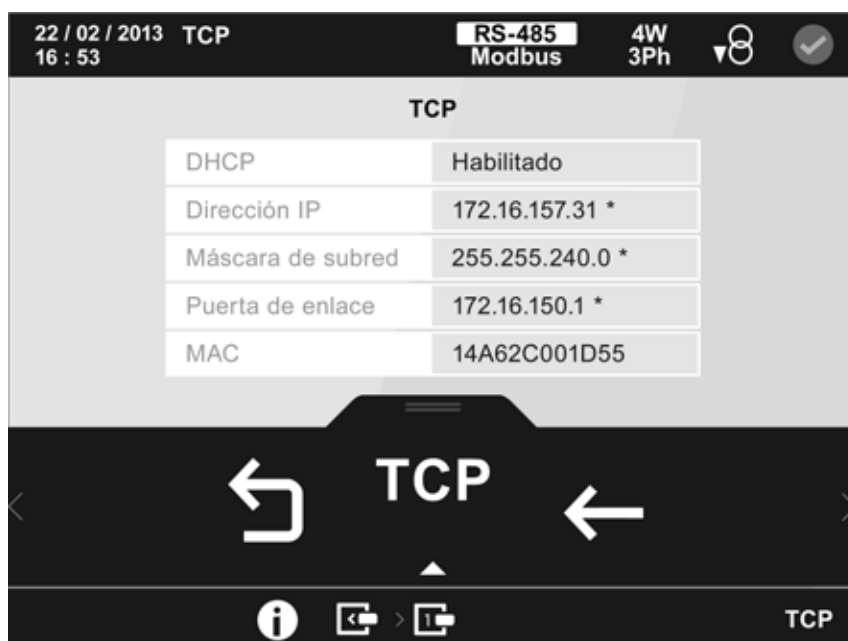 22 / 02 / 2013 TCP RS-485 4W
16 : 53 Modbus 3Ph
TCP
DHCP Habilitado
Dirección IP 172.16.157.31 *
Máscara de subred 255.255.240.0 *
Puerta de enlace 172.16.150.1 *
MAC 14A62C001D55
TCP
1
TCP